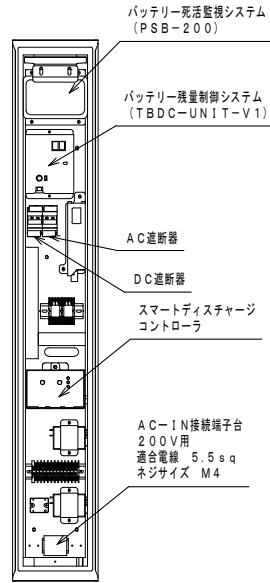 バッテリー死活監視システム
（PSB-200）
バッテリー残量制御システム
（TBDC-UNIT-V1）
AC遮断器
DC遮断器
スマートディスチャージ
コントローラ
AC-IN接続端子台
200V用
適合電線 5.5sq
ネジサイズ M4